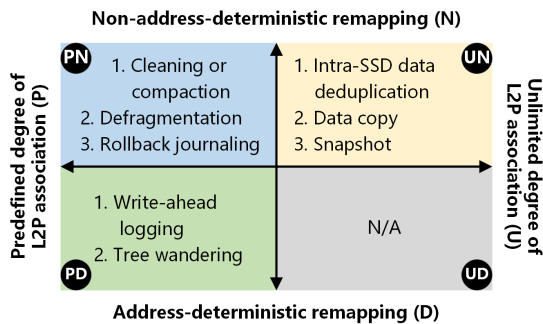 Non-address-deterministic remapping (N)
Predefined degree of
L2P association (P)
PN
1. Cleaning or
compaction
2. Defragmentation
3. Rollback journaling
UN
1. Intra-SSD data
deduplication
2. Data copy
3. Snapshot
Unlimited degree of
L2P association (U)
1. Write-ahead
logging
2. Tree wandering
PD
N/A
UD
Address-deterministic remapping (D)